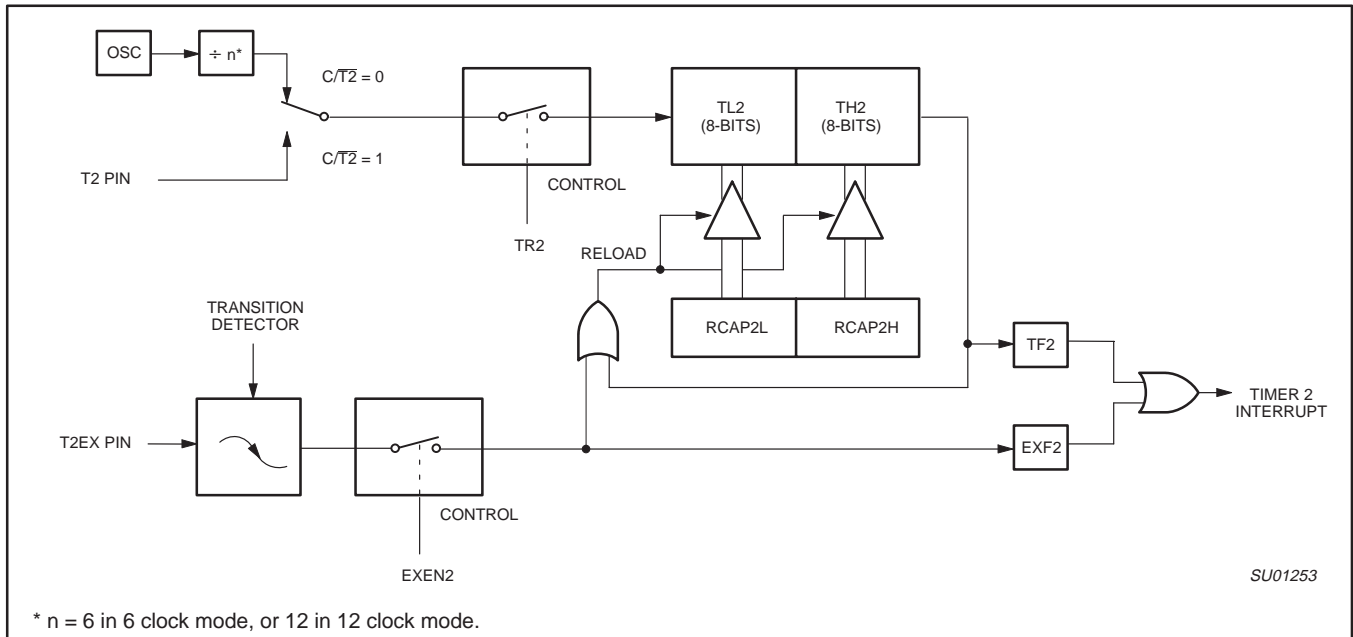 OSC
÷ n*
C/T̅2̅ = 0
C/T̅2̅ = 1
T2 PIN
CONTROL
TR2
TL2
(8-BITS)
TH2
(8-BITS)
RELOAD
RCAP2L
RCAP2H
TRANSITION
DETECTOR
T2EX PIN
CONTROL
EXEN2
TF2
EXF2
TIMER 2
INTERRUPT
SU01253
* n = 6 in 6 clock mode, or 12 in 12 clock mode.